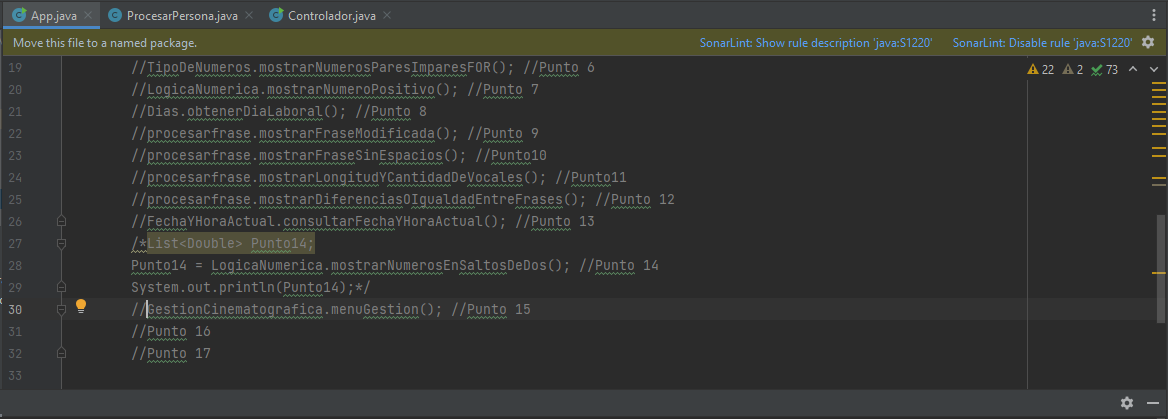 App.java ProcesarPersona.java Controlador.java
Move this file to a named package. SonarLint: Show rule description 'java:S1220' SonarLint: Disable rule 'java:S1220'
22 2 73
19 //TipoDeNumeros.mostrarNumerosParesImparesFOR(); //Punto 6
20 //LogicaNumerica.mostrarNumeroPositivo(); //Punto 7
21 //Dias.obtenerDiaLaboral(); //Punto 8
22 //procesarfrase.mostrarFraseModificada(); //Punto 9
23 //procesarfrase.mostrarFraseSinEspacios(); //Punto10
24 //procesarfrase.mostrarLongitudYCantidadDeVocales(); //Punto11
25 //procesarfrase.mostrarDiferenciasOIgualdadEntreFrases(); //Punto 12
26 //FechaYHoraActual.consultarFechaYHoraActual(); //Punto 13
27 /*List<Double> Punto14;
28 Punto14 = LogicaNumerica.mostrarNumerosEnSaltosDeDos(); //Punto 14
29 System.out.println(Punto14);*/
30 //GestionCinematografica.menuGestion(); //Punto 15
31 //Punto 16
32 //Punto 17
33